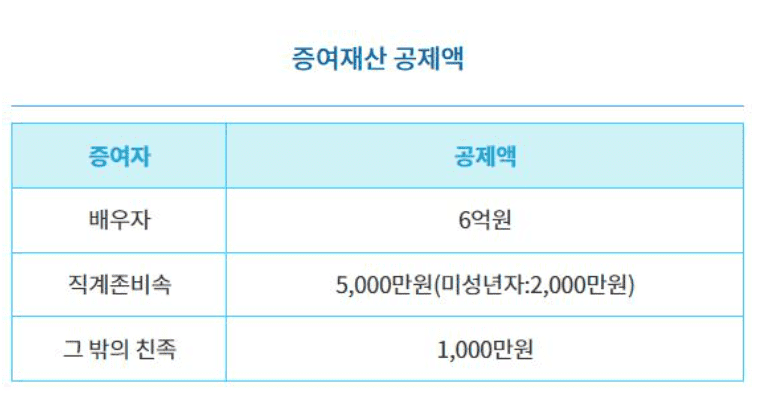 증여재산 공제액
증여자 공제액
배우자 6억원
직계존비속 5,000만원(미성년자:2,000만원)
그 밖의 친족 1,000만원